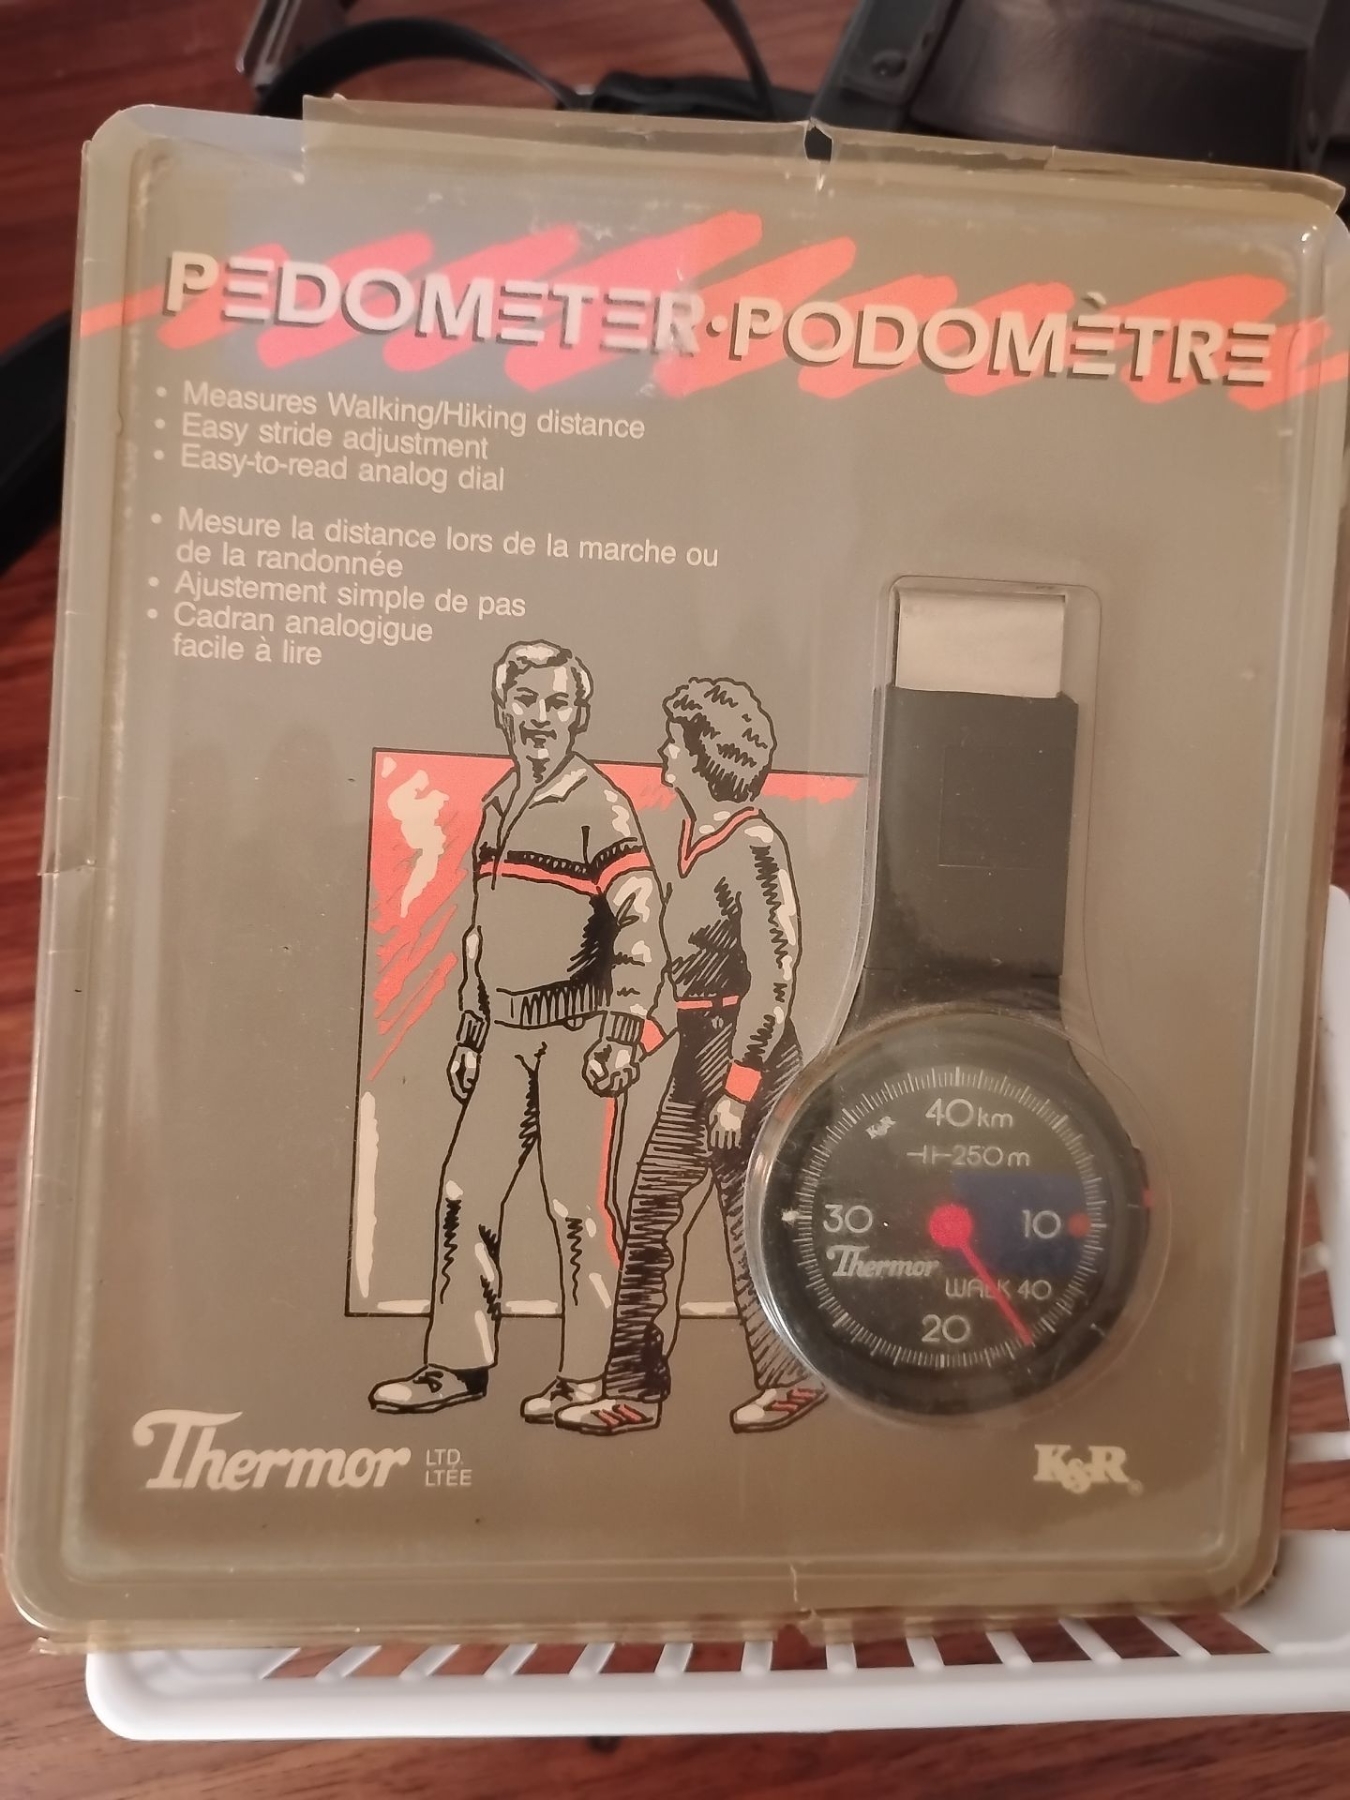 PEDOMETER·PODOMÈTRE
• Measures Walking/Hiking distance
• Easy stride adjustment
• Easy-to-read analog dial
• Mesure la distance lors de la marche ou
de la randonnée
• Ajustement simple de pas
• Cadran analogigue
facile à lire
40km
K&R
⊣⊢250m
30
10
Thermor
WALK 40
20
Thermor LTD.
LTÉE
K&R®